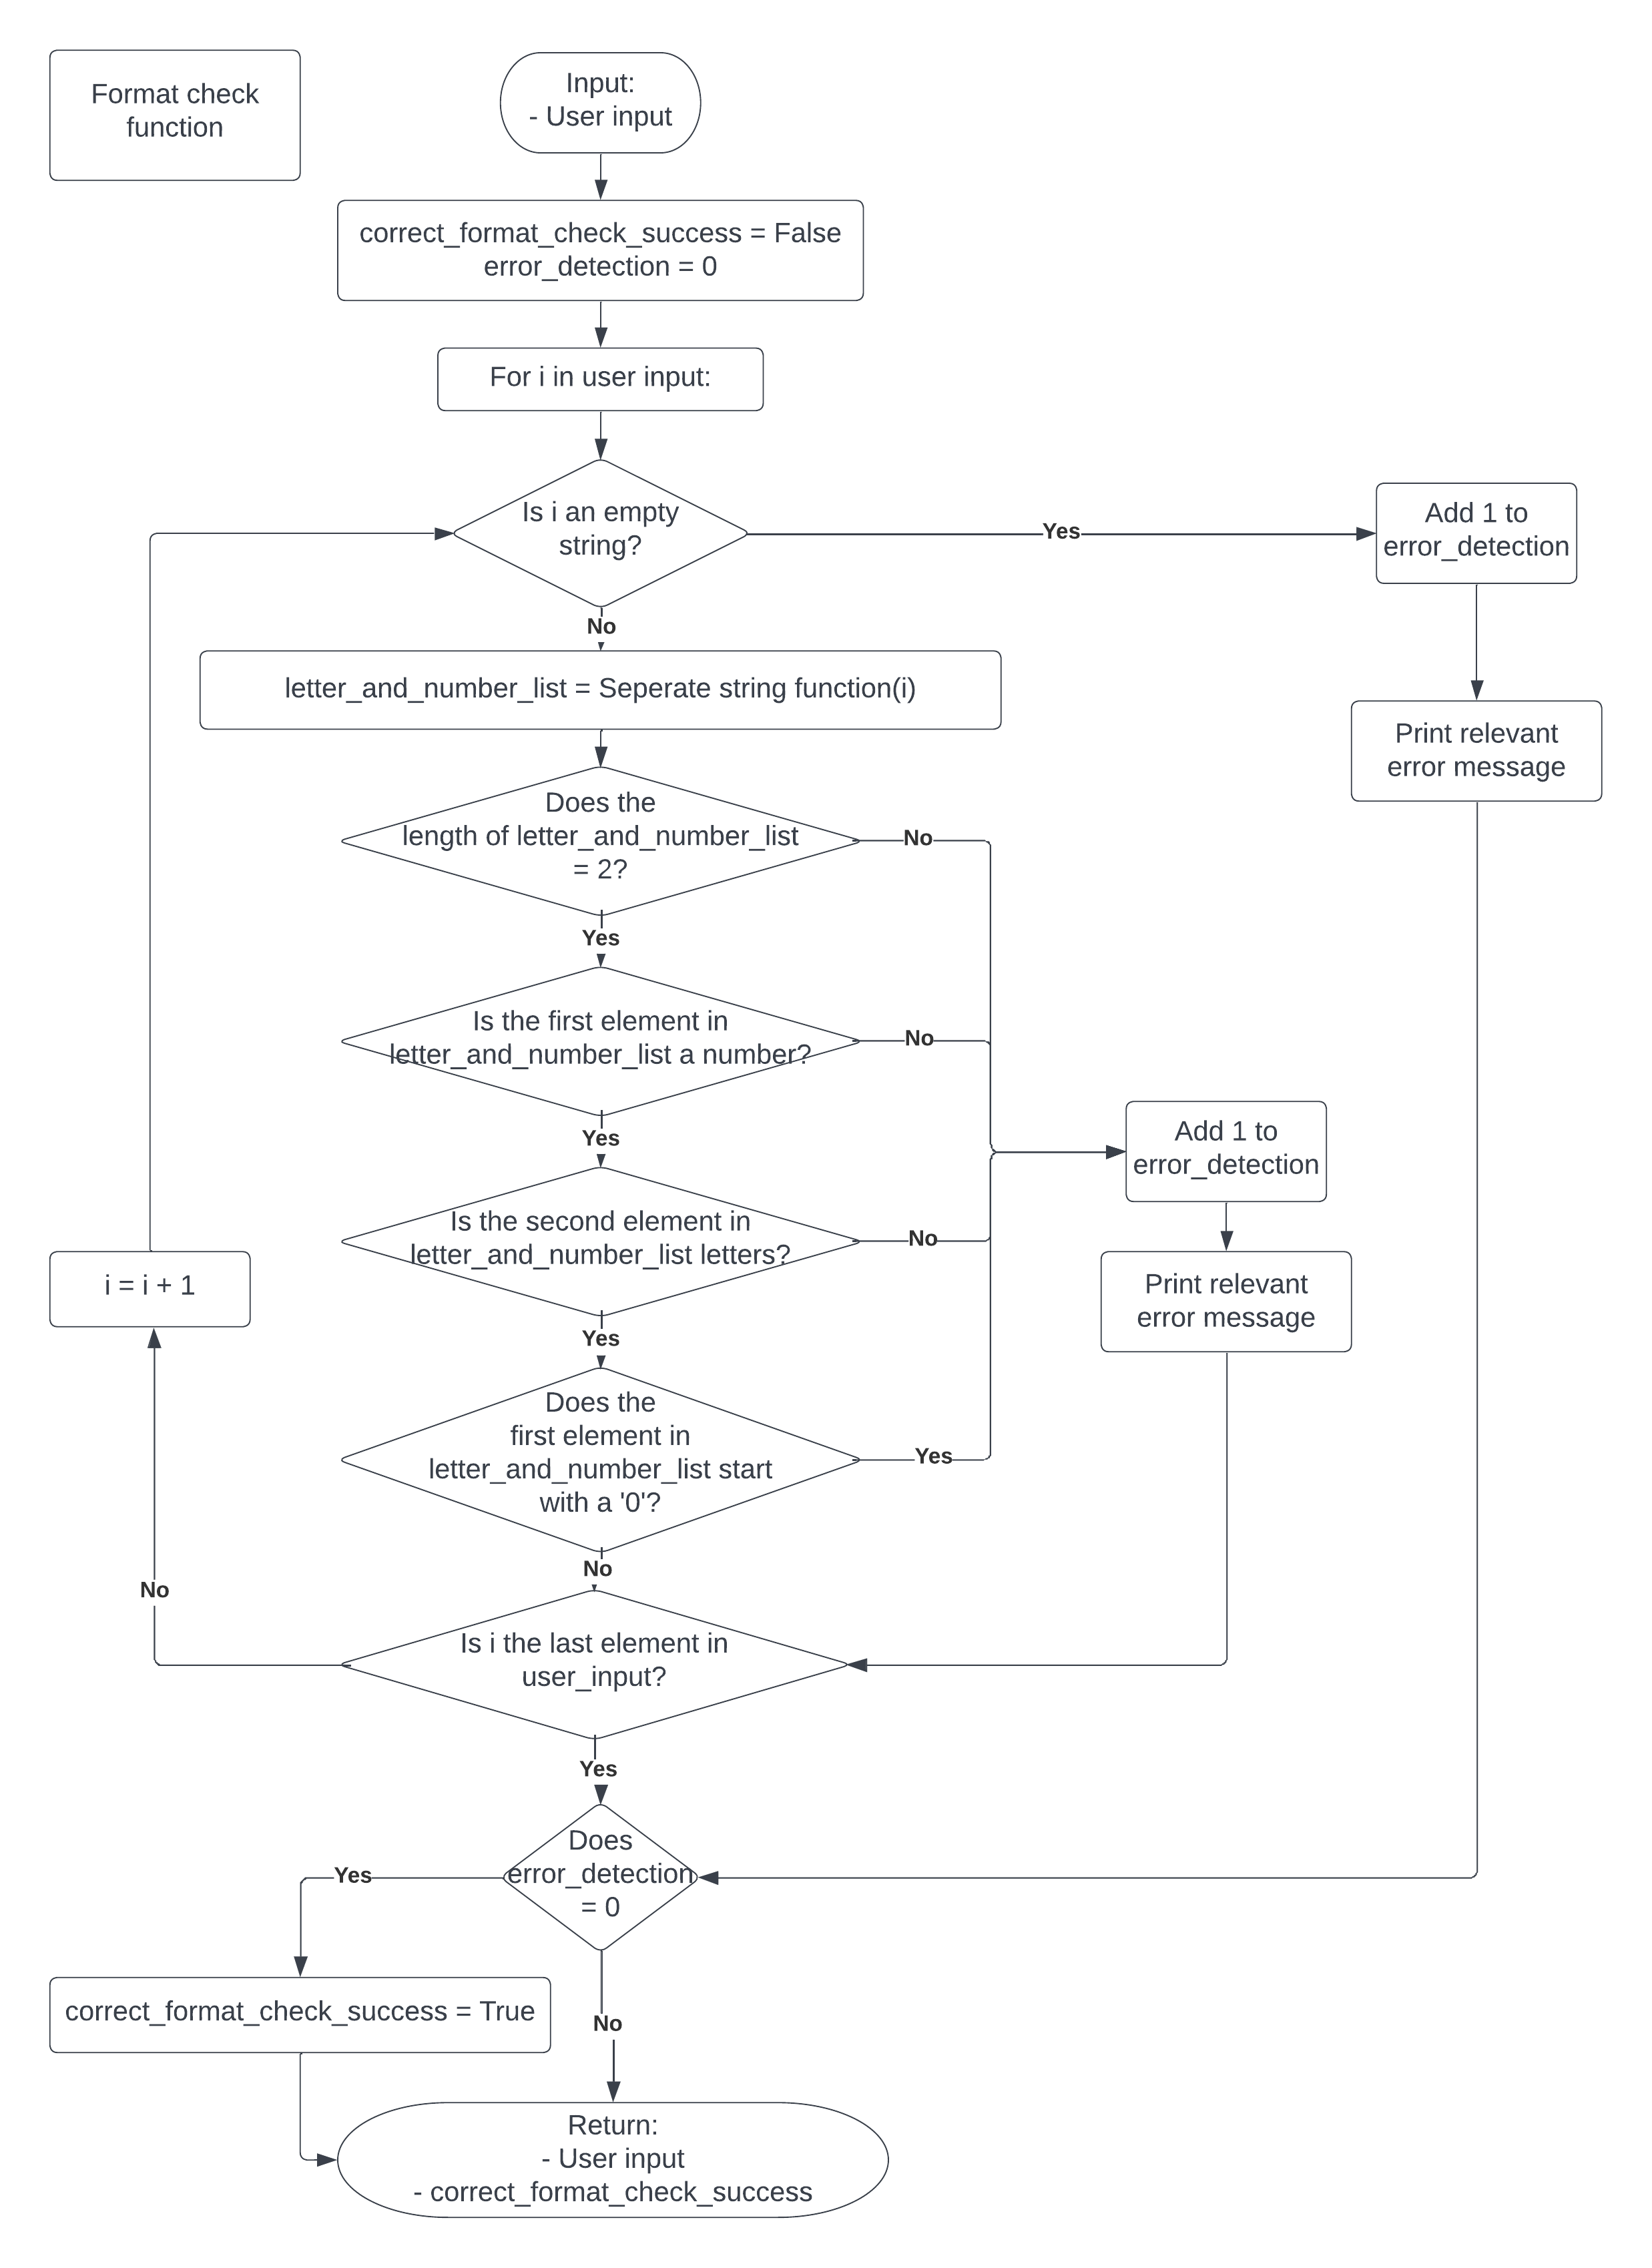 Format check
function
Input:
- User input
correct_format_check_success = False
error_detection = 0
For i in user input:
Is i an empty
string?
Yes
Add 1 to
error_detection
No
letter_and_number_list = Seperate string function(i)
Print relevant
error message
Does the
length of letter_and_number_list
= 2?
No
Yes
Is the first element in
letter_and_number_list a number?
No
Yes
Add 1 to
error_detection
Is the second element in
letter_and_number_list letters?
No
i = i + 1
Print relevant
error message
Yes
Does the
first element in
letter_and_number_list start
with a '0'?
Yes
No
No
Is i the last element in
user_input?
Yes
Does
error_detection
= 0
Yes
correct_format_check_success = True
No
Return:
- User input
- correct_format_check_success